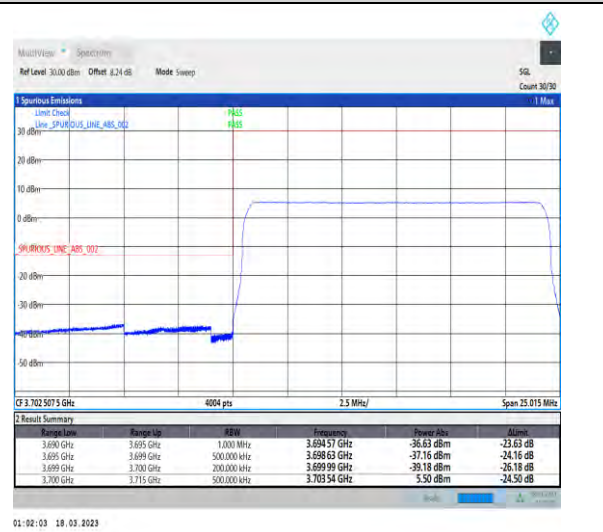 MultiView Spectrum
Ref Level 30.00 dBm Offset 8.24 dB Mode Sweep SGL
Count 30/30
1 Spurious Emissions 1 Max
Limit Check PASS
Line _SPURIOUS_LINE_ABS_002 PASS
30 dBm
20 dBm
10 dBm
0 dBm
_SPURIOUS_LINE_ABS_002
-20 dBm
-30 dBm
-40 dBm
-50 dBm
CF 3.702 507 5 GHz 4004 pts 2.5 MHz/ Span 25.015 MHz
2 Result Summary
Range Low Range Up RBW Frequency Power Abs ΔLimit
3.690 GHz 3.695 GHz 1.000 MHz 3.694 57 GHz -36.63 dBm -23.63 dB
3.695 GHz 3.699 GHz 500.000 kHz 3.698 63 GHz -37.16 dBm -24.16 dB
3.699 GHz 3.700 GHz 200.000 kHz 3.699 99 GHz -39.18 dBm -26.18 dB
3.700 GHz 3.715 GHz 500.000 kHz 3.703 54 GHz 5.50 dBm -24.50 dB
Ready
01:02:03 18.03.2023